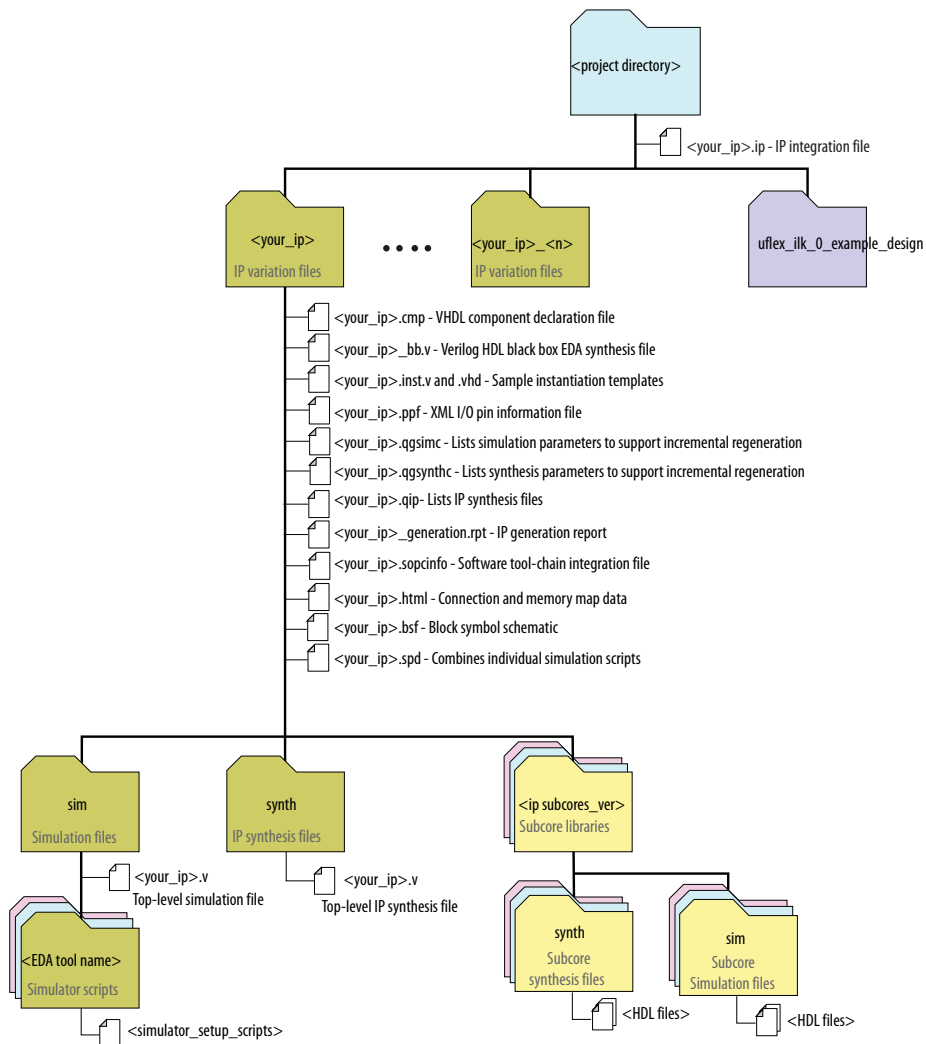 <project directory>
<your_ip>.ip - IP integration file
<your_ip>
IP variation files
<your_ip>_<n>
IP variation files
uflex_ilk_0_example_design
<your_ip>.cmp - VHDL component declaration file
<your_ip>_bb.v - Verilog HDL black box EDA synthesis file
<your_ip>.inst.v and .vhd - Sample instantiation templates
<your_ip>.ppf - XML I/O pin information file
<your_ip>.qgsimc - Lists simulation parameters to support incremental regeneration
<your_ip>.qgsynthc - Lists synthesis parameters to support incremental regeneration
<your_ip>.qip- Lists IP synthesis files
<your_ip>_generation.rpt - IP generation report
<your_ip>.sopcinfo - Software tool-chain integration file
<your_ip>.html - Connection and memory map data
<your_ip>.bsf - Block symbol schematic
<your_ip>.spd - Combines individual simulation scripts
sim
Simulation files
synth
IP synthesis files
<ip subcores_ver>
Subcore libraries
<your_ip>.v
Top-level simulation file
<your_ip>.v
Top-level IP synthesis file
<EDA tool name>
Simulator scripts
synth
Subcore
synthesis files
sim
Subcore
Simulation files
<simulator_setup_scripts>
<HDL files>
<HDL files>